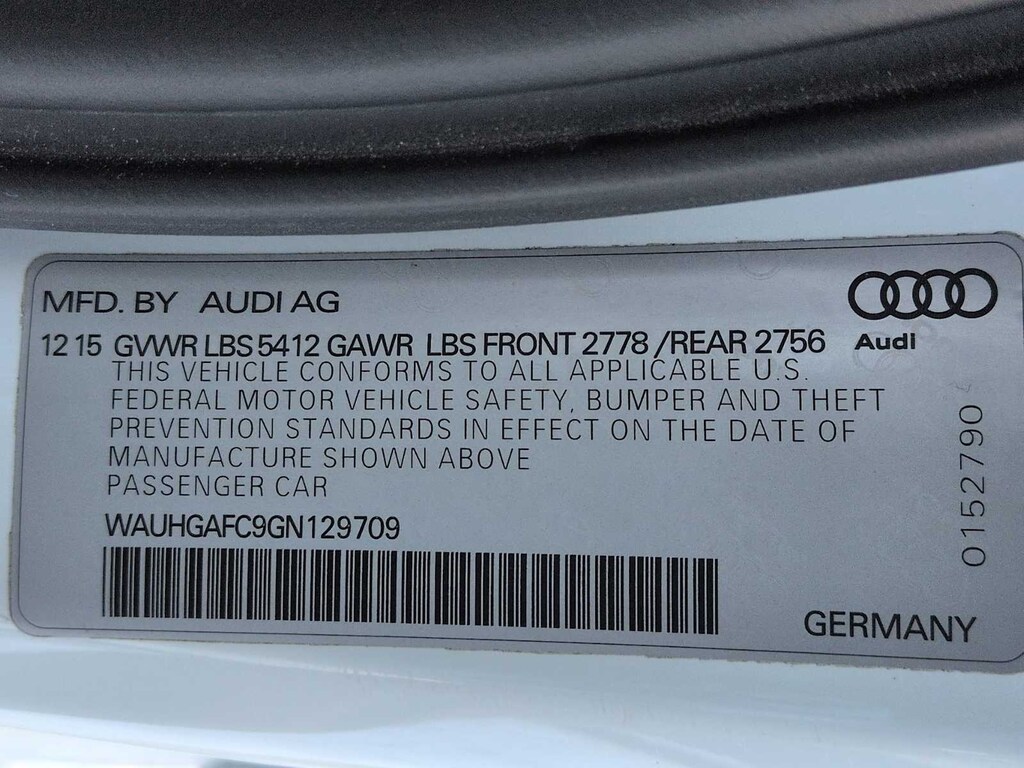 MFD. BY AUDI AG
12 15 GVWR LBS 5412 GAWR LBS FRONT 2778 /REAR 2756
Audi
THIS VEHICLE CONFORMS TO ALL APPLICABLE U.S.
FEDERAL MOTOR VEHICLE SAFETY, BUMPER AND THEFT
PREVENTION STANDARDS IN EFFECT ON THE DATE OF
MANUFACTURE SHOWN ABOVE
PASSENGER CAR
WAUHGAFC9GN129709
0152790
GERMANY